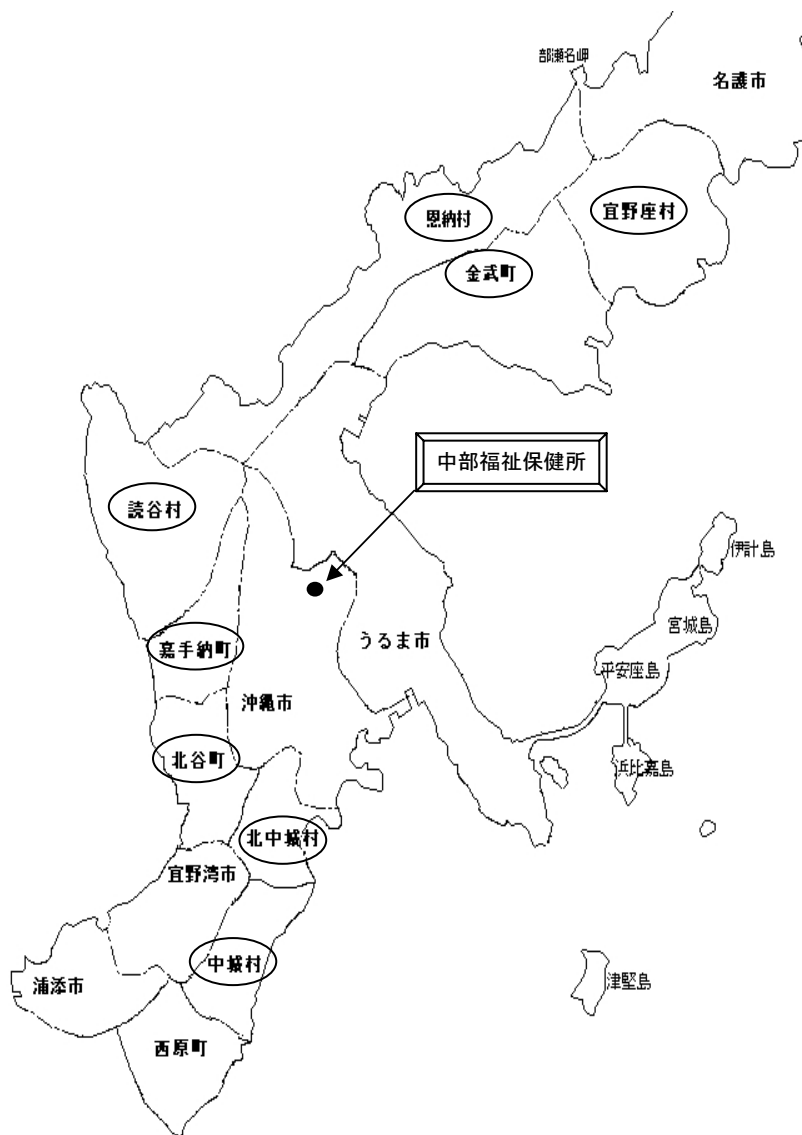 部瀬名岬
名護市
恩納村
宜野座村
金武町
中部福祉保健所
読谷村
伊計島
宮城島
うるま市
嘉手納町
平安座島
沖縄市
北谷町
浜比嘉島
北中城村
宜野湾市
中城村
浦添市
津堅島
西原町